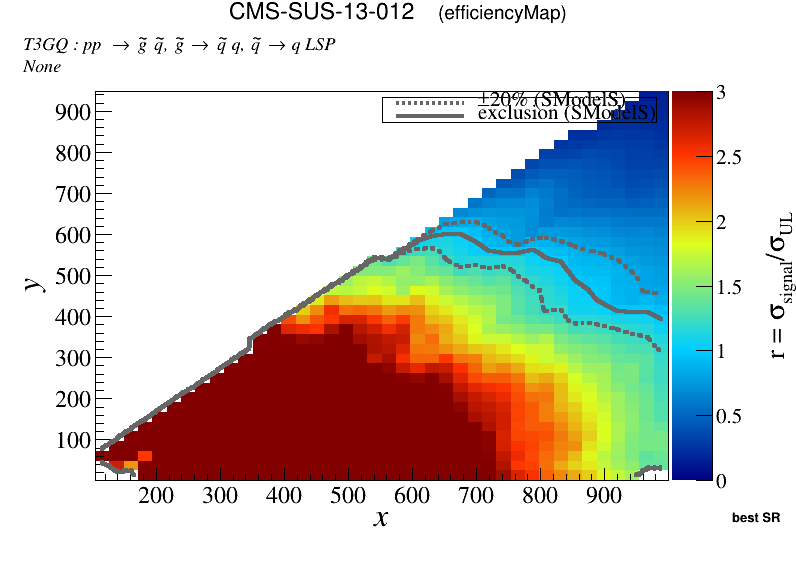 CMS-SUS-13-012 (efficiencyMap)
T3GQ : pp → g̃ q̃, g̃ → q̃ q, q̃ → q LSP
None
±20% (SModelS)
exclusion (SModelS)
900
800
700
600
500
400
300
200
100
y
200 300 400 500 600 700 800 900
x
3
2.5
2
1.5
1
0.5
0
r = σsignal/σUL
best SR